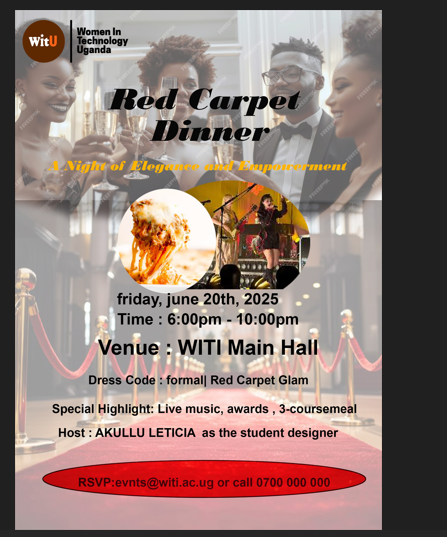 WitU
Women In
Technology
Uganda
Red Carpet
Dinner
A Night of Elegance and Empowerment
friday, june 20th, 2025
Time : 6:00pm - 10:00pm
Venue : WITI Main Hall
Dress Code : formal| Red Carpet Glam
Special Highlight: Live music, awards , 3-coursemeal
Host : AKULLU LETICIA as the student designer
RSVP:evnts@witi.ac.ug or call 0700 000 000